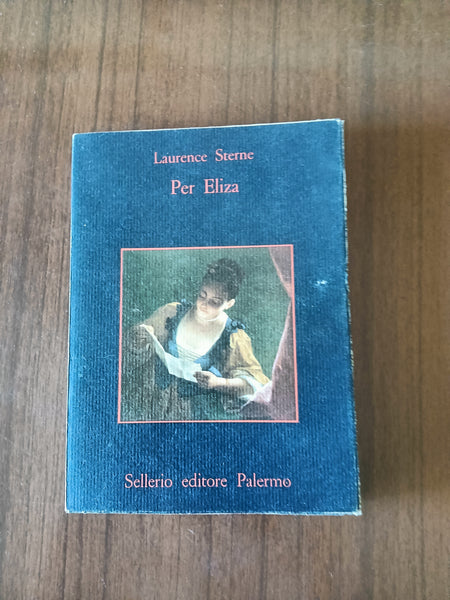 Laurence Sterne
Per Eliza
Sellerio editore Palermo